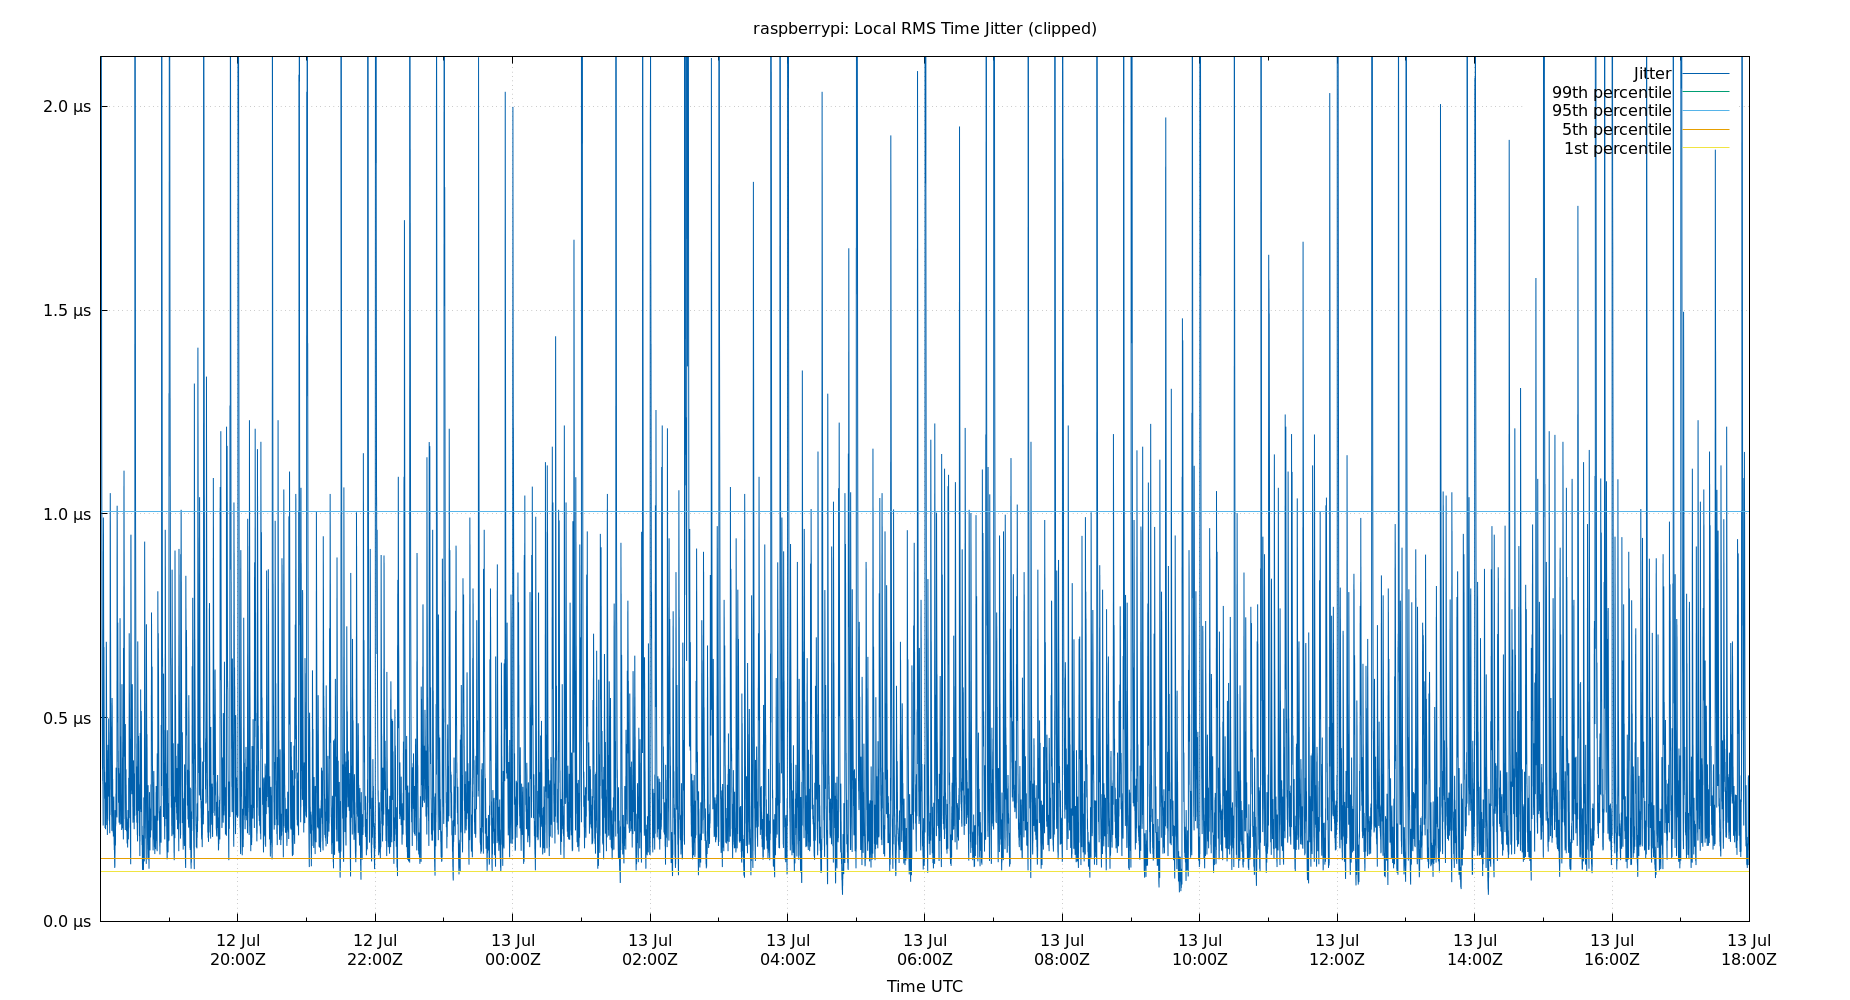 raspberrypi: Local RMS Time Jitter (clipped)
Jitter
99th percentile
95th percentile
5th percentile
1st percentile
2.0 µs
1.5 µs
1.0 µs
0.5 µs
0.0 µs
12 Jul 12 Jul 13 Jul 13 Jul 13 Jul 13 Jul 13 Jul 13 Jul 13 Jul 13 Jul 13 Jul 13 Jul
20:00Z 22:00Z 00:00Z 02:00Z 04:00Z 06:00Z 08:00Z 10:00Z 12:00Z 14:00Z 16:00Z 18:00Z
Time UTC